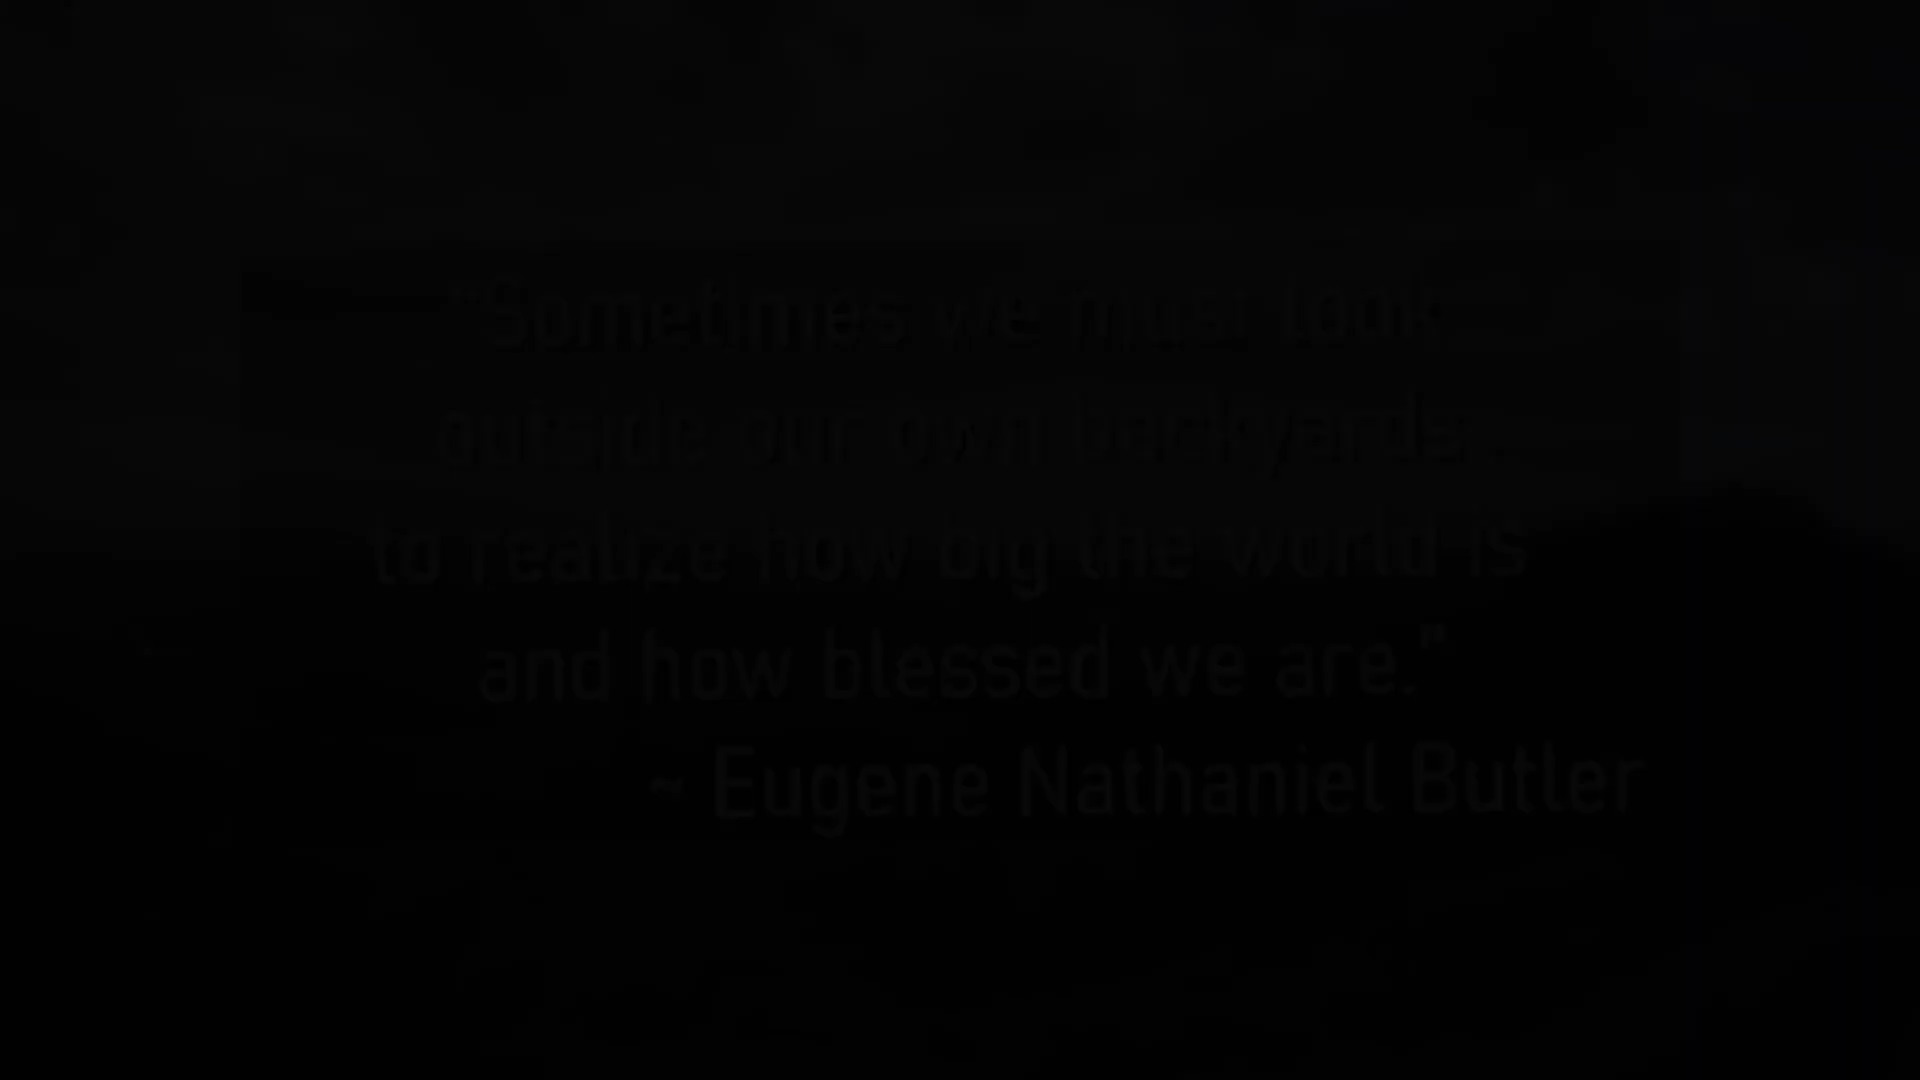 "Sometimes we must look
outside our own backyards
to realize how big the world is
and how blessed we are."
~ Eugene Nathaniel Butler